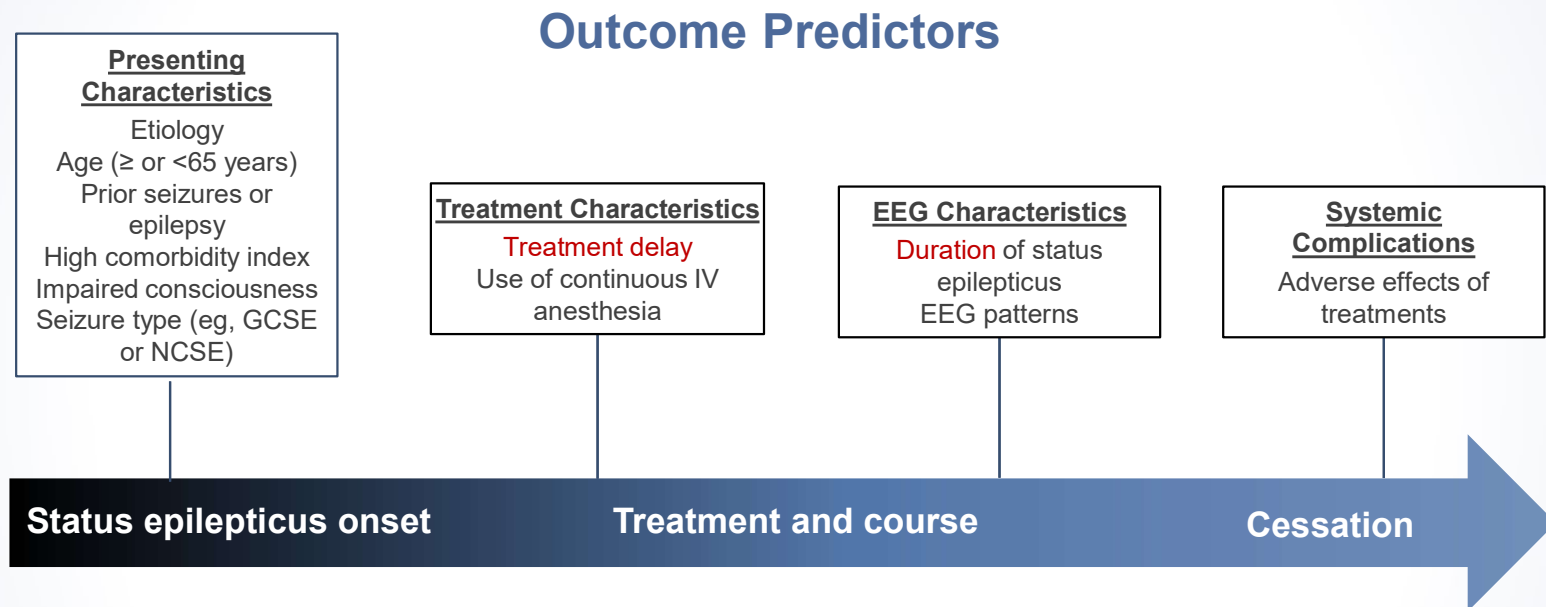 Outcome Predictors
Presenting
Characteristics
Etiology
Age (≥ or <65 years)
Prior seizures or
epilepsy
High comorbidity index
Impaired consciousness
Seizure type (eg, GCSE
or NCSE)
Treatment Characteristics
Treatment delay
Use of continuous IV
anesthesia
EEG Characteristics
Duration of status
epilepticus
EEG patterns
Systemic
Complications
Adverse effects of
treatments
Status epilepticus onset
Treatment and course
Cessation